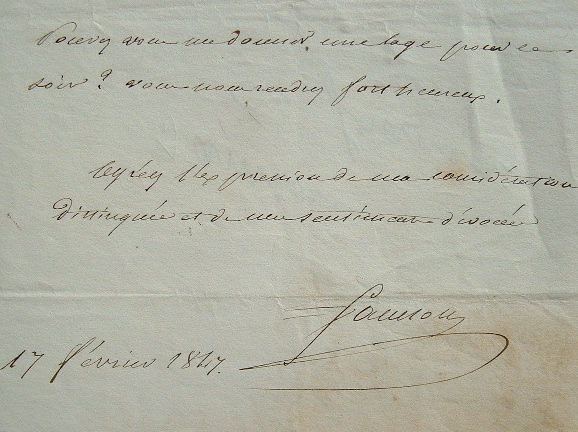 Pouvez vous me donner une loge pour ce
soir? vous nous rendrez fort heureux.
Agréez l'expression de ma considération
distinguée et de mes sentiments dévoués
Samson
17 février 1847.